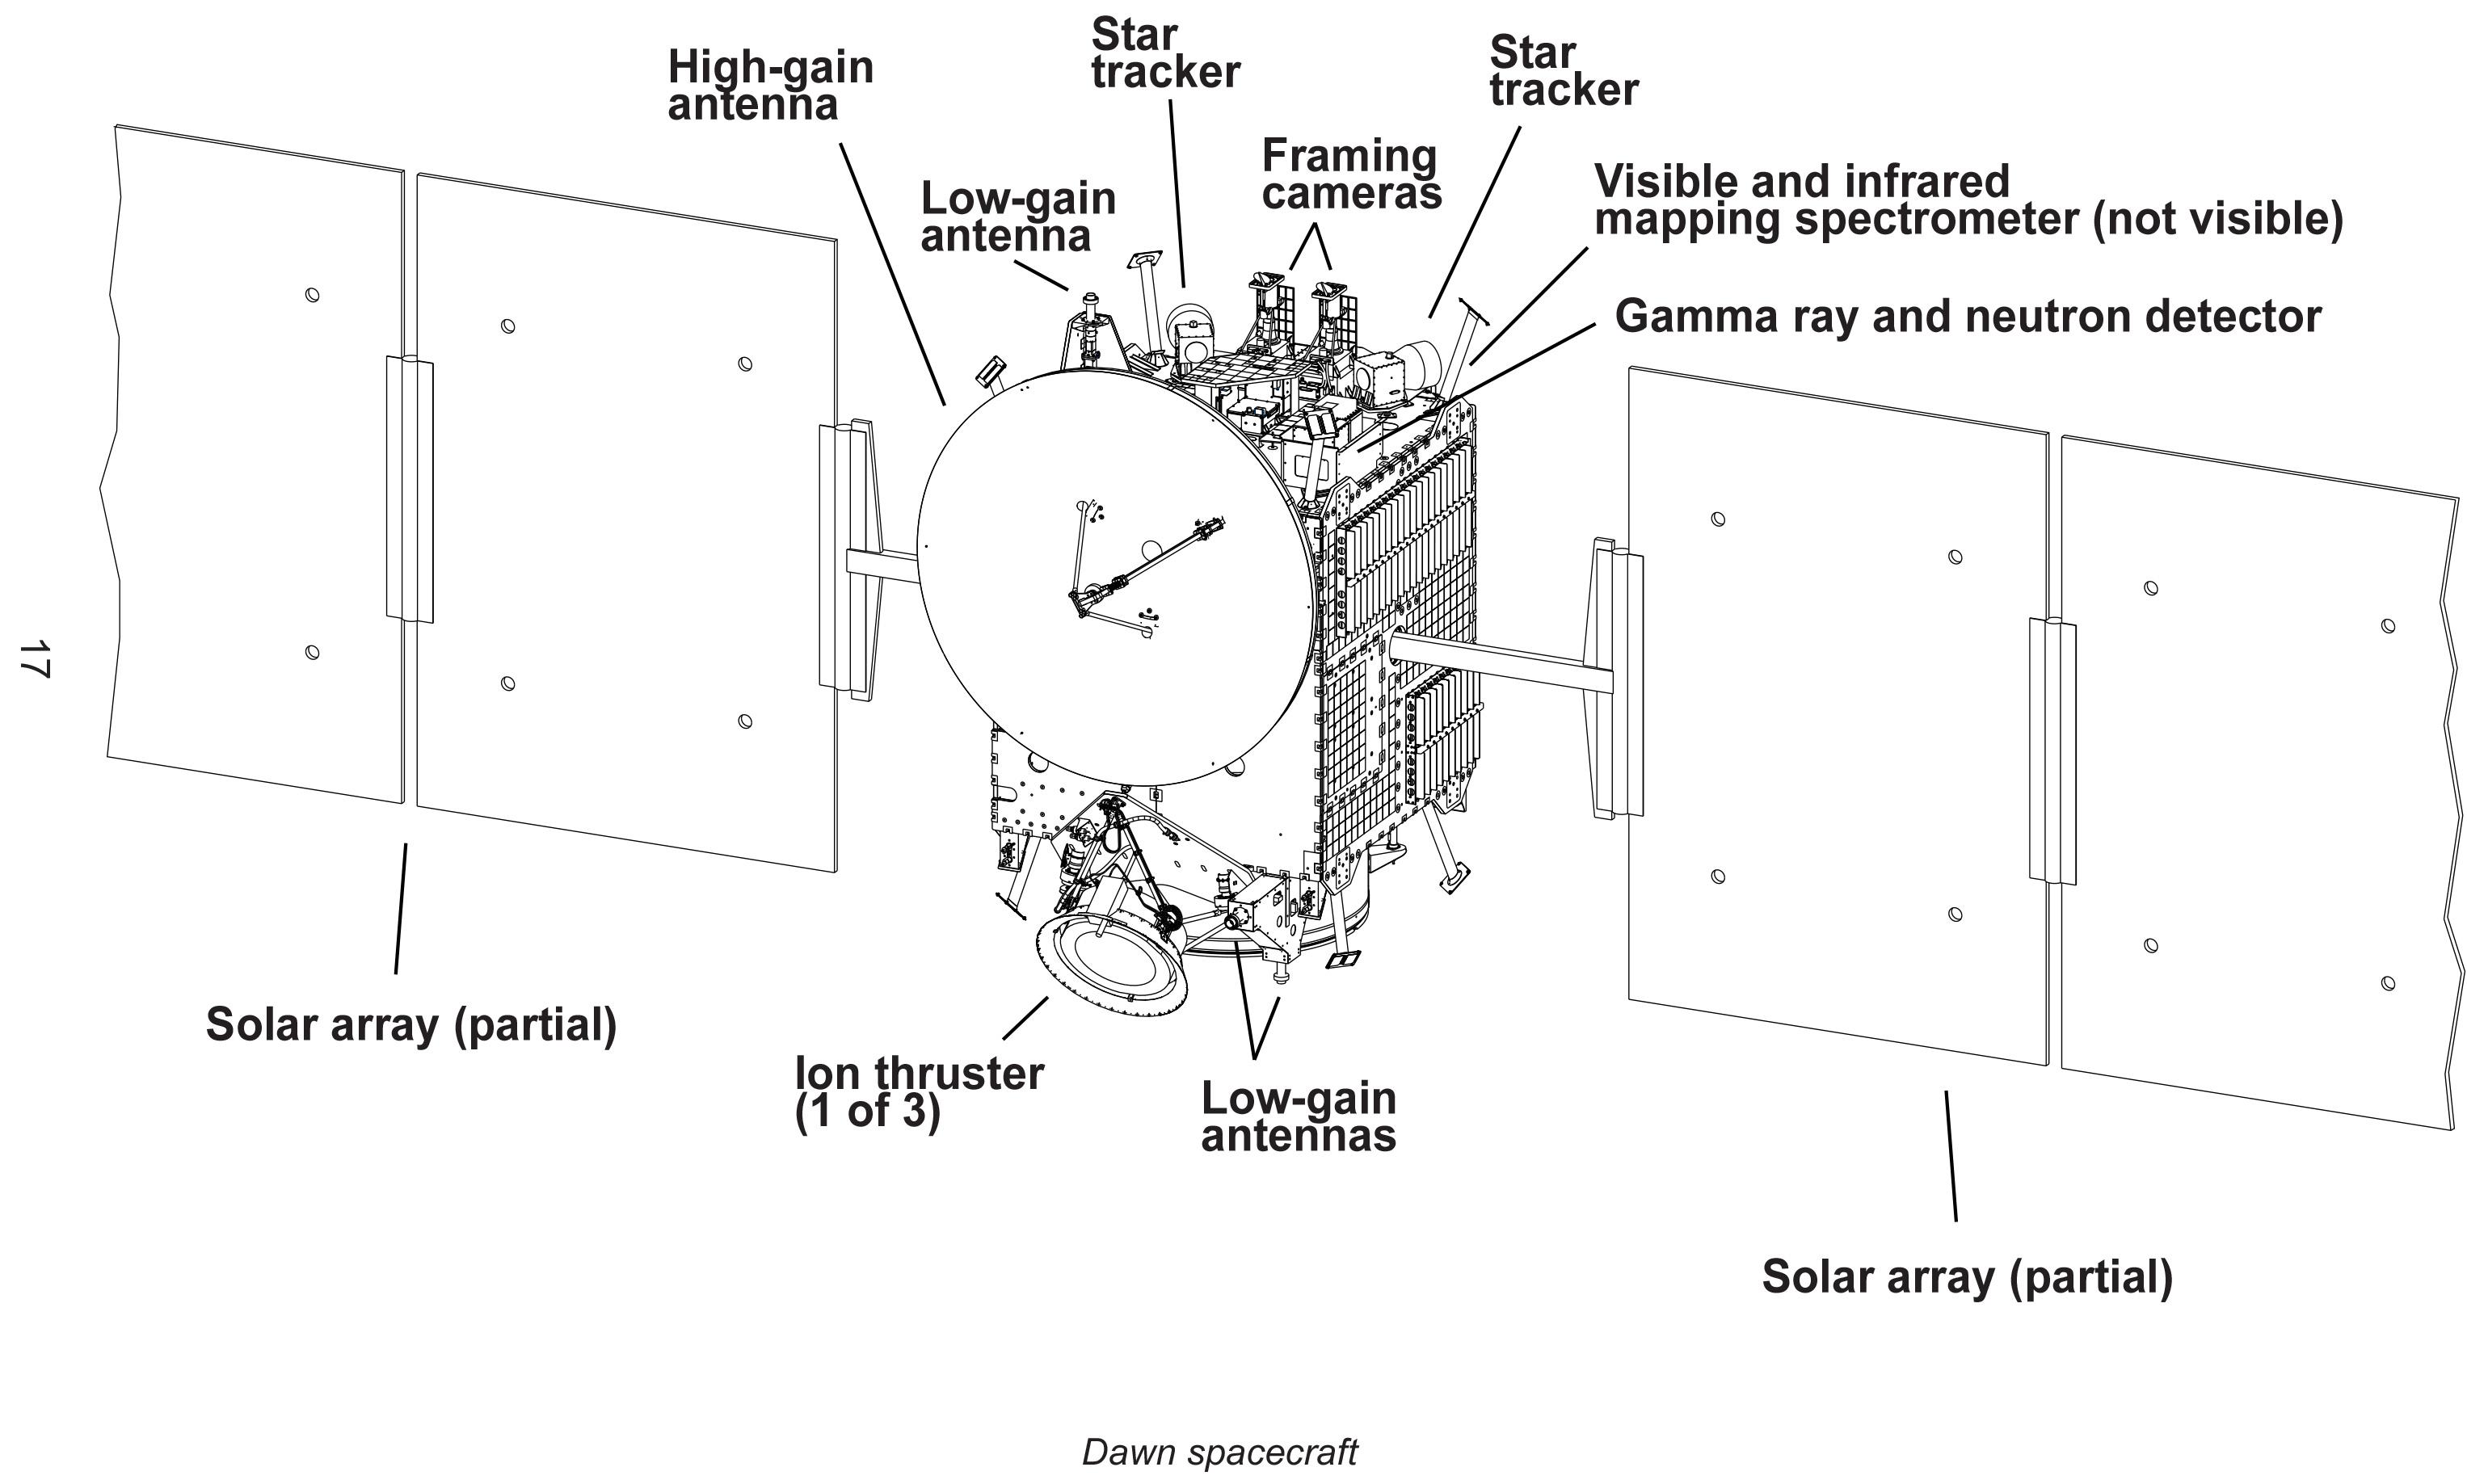 High-gain
antenna
Star
tracker
Star
tracker
Low-gain
antenna
Framing
cameras
Visible and infrared
mapping spectrometer (not visible)
Gamma ray and neutron detector
17
Solar array (partial)
Ion thruster
(1 of 3)
Low-gain
antennas
Solar array (partial)
Dawn spacecraft